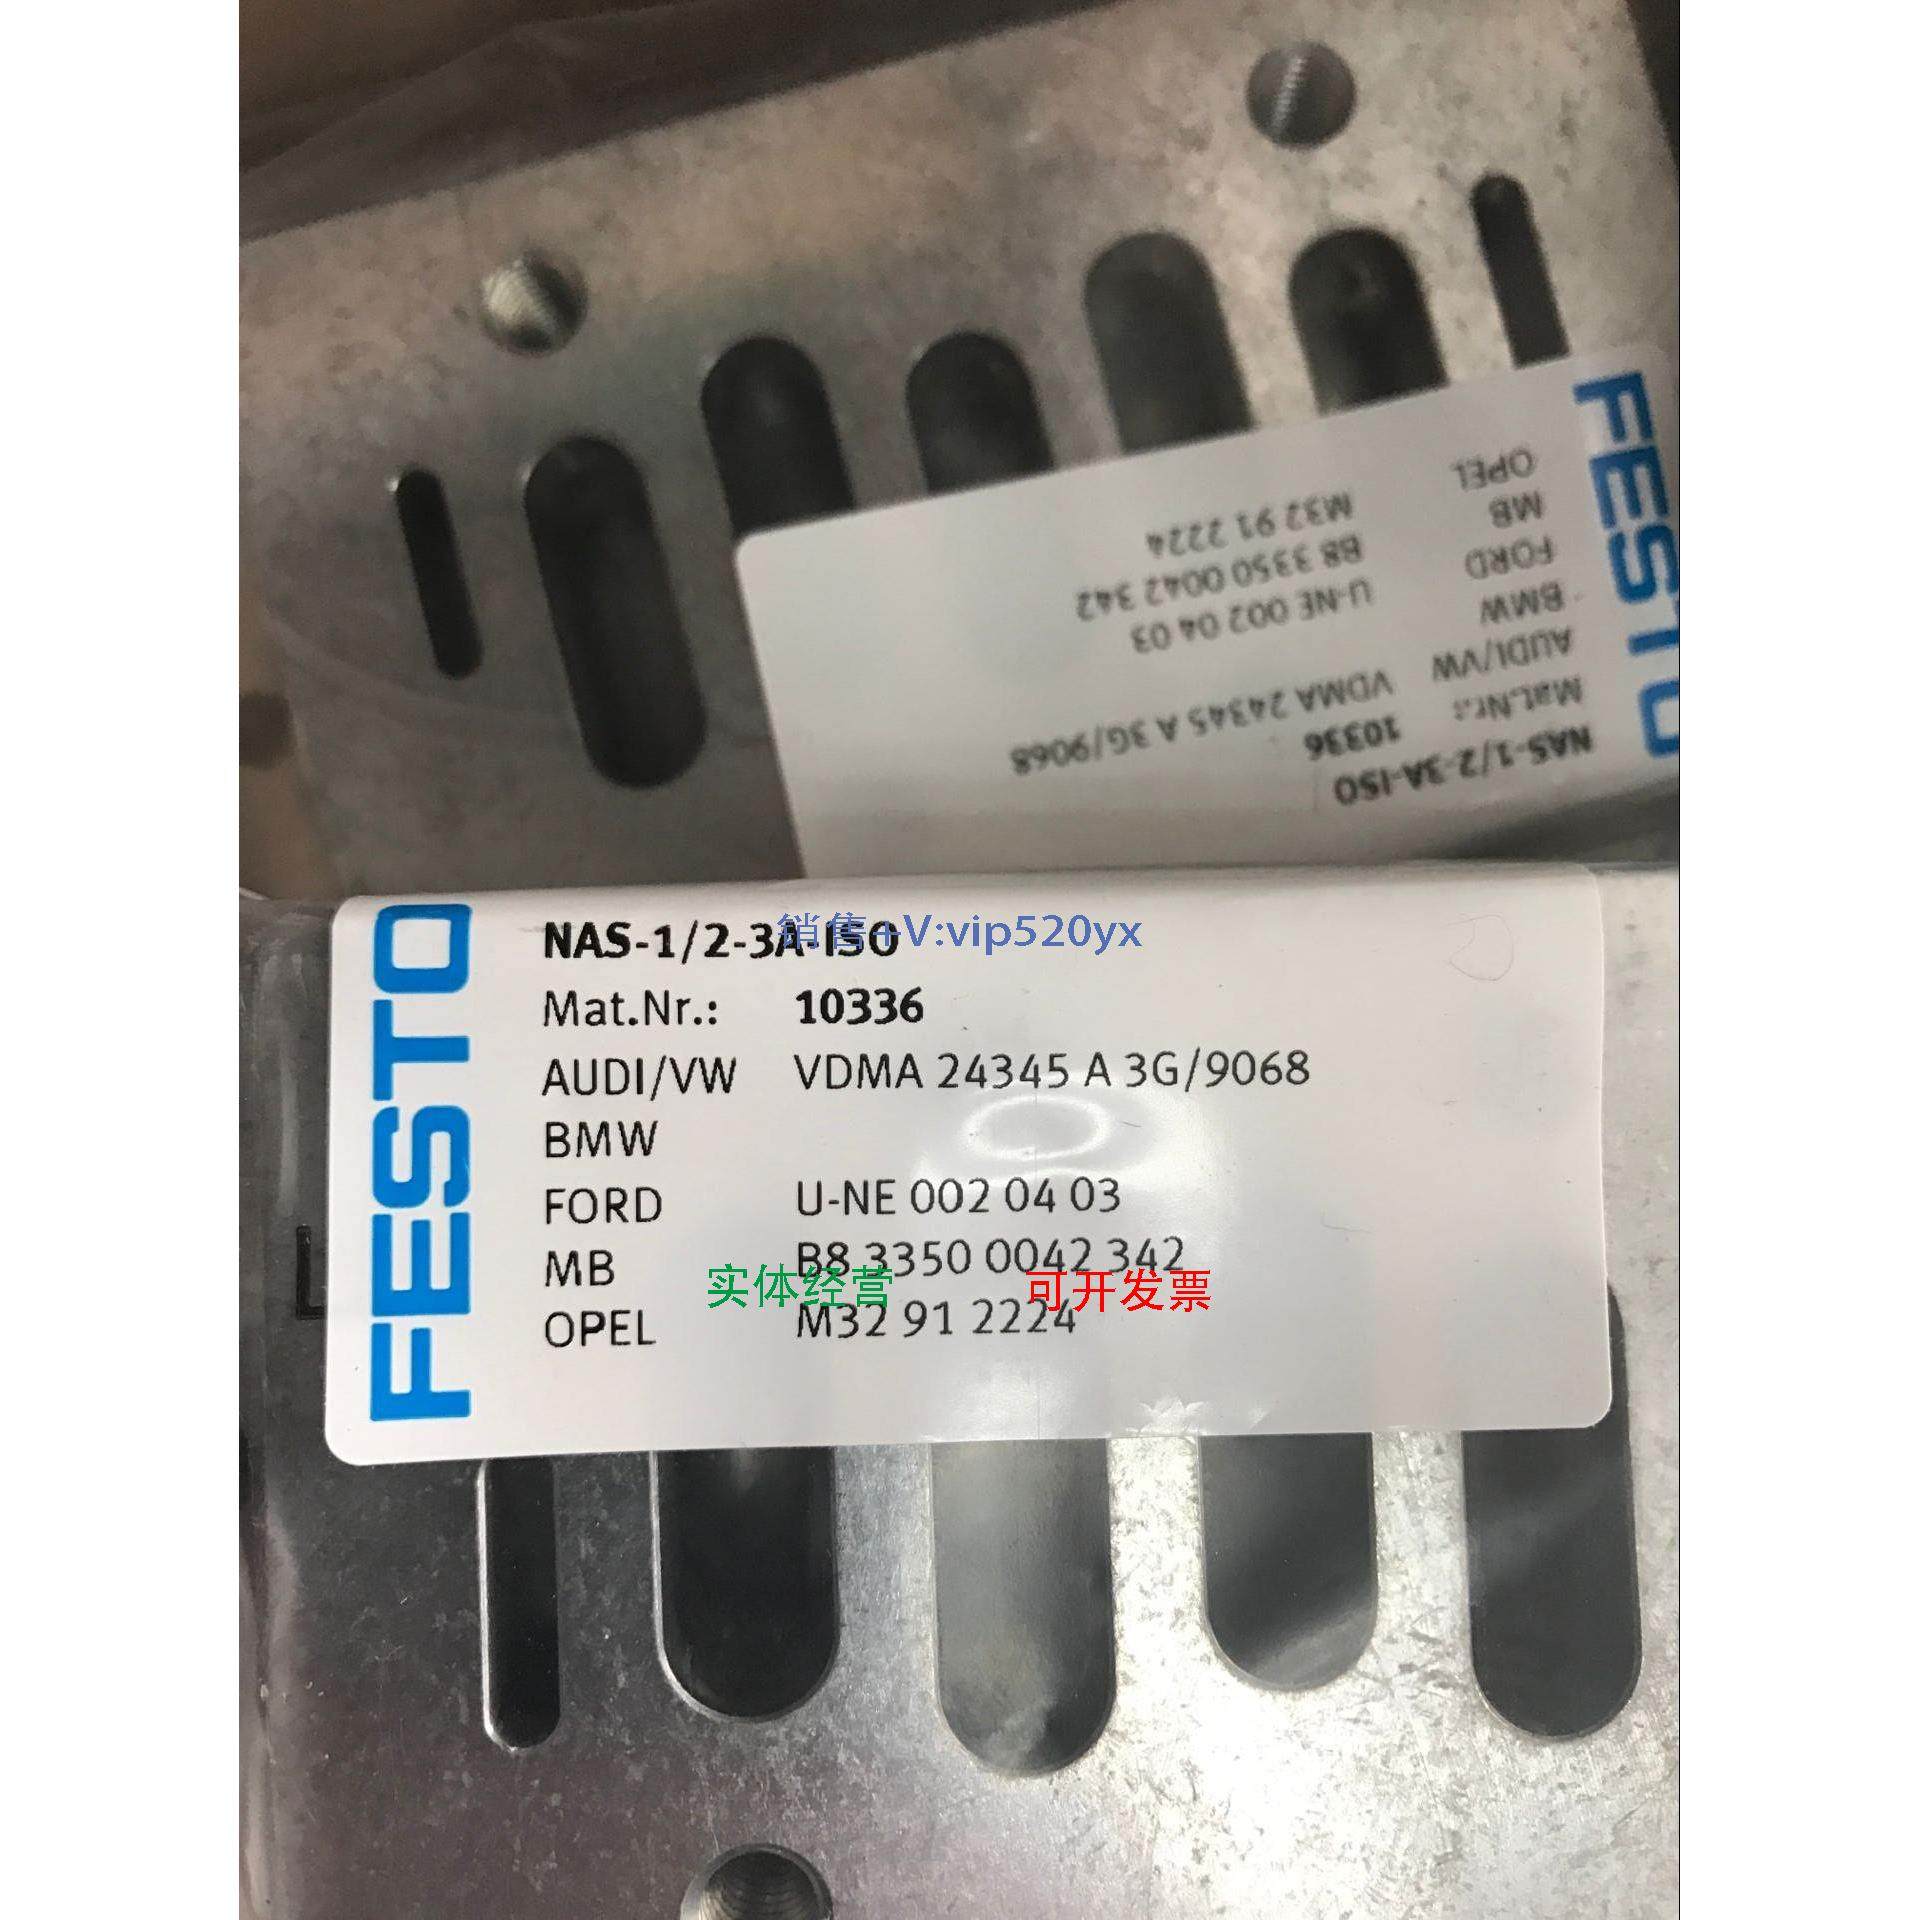 OPEL
MB M32 91 2224
FORD B8 3350 0042 342
BMW U-NE 002 04 03
AUDI/VW
Mat.Nr.: VDMA 24345 A 3G/9068
10336
NAS-1/2-3A-ISO
FESTO
FESTO
NAS-1/2-3A-ISO
销售+V:vip520yx
Mat.Nr.: 10336
AUDI/VW VDMA 24345 A 3G/9068
BMW
FORD U-NE 002 04 03
MB B8 3350 0042 342
实体经营 可开发票
OPEL M32 91 2224